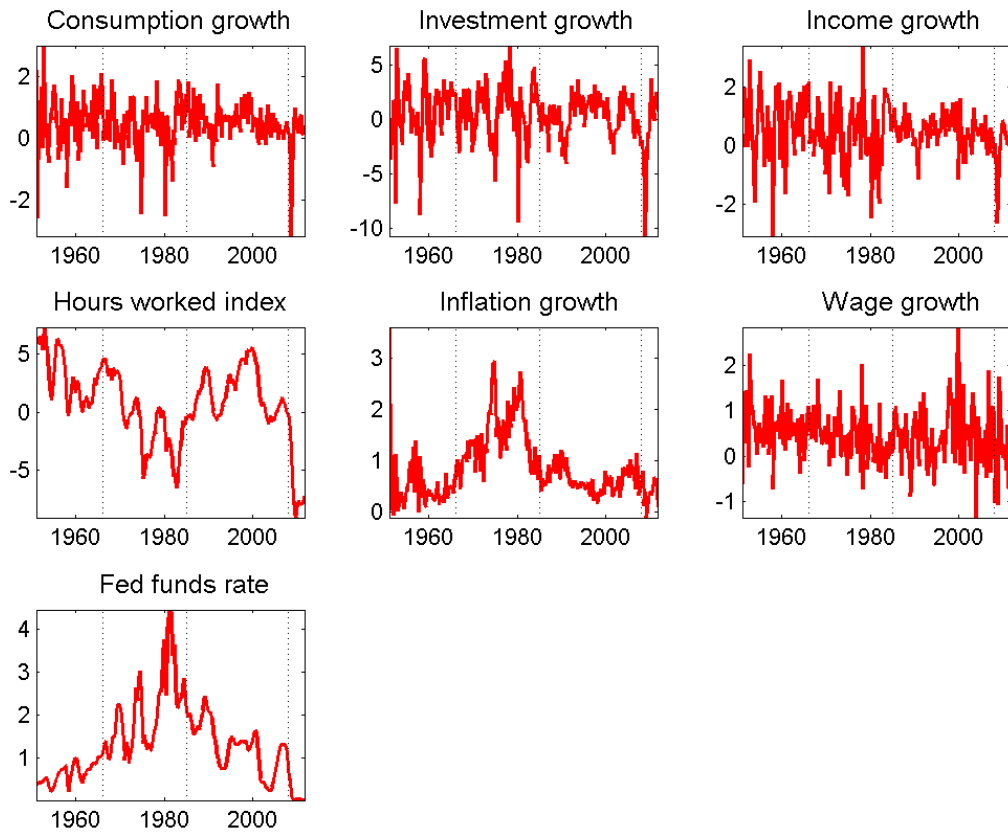 Consumption growth
2
0
-2
1960 1980 2000
Investment growth
5
0
-5
-10
1960 1980 2000
Income growth
2
0
-2
1960 1980 2000
Hours worked index
5
0
-5
1960 1980 2000
Inflation growth
3
2
1
0
1960 1980 2000
Wage growth
2
1
0
-1
1960 1980 2000
Fed funds rate
4
3
2
1
1960 1980 2000